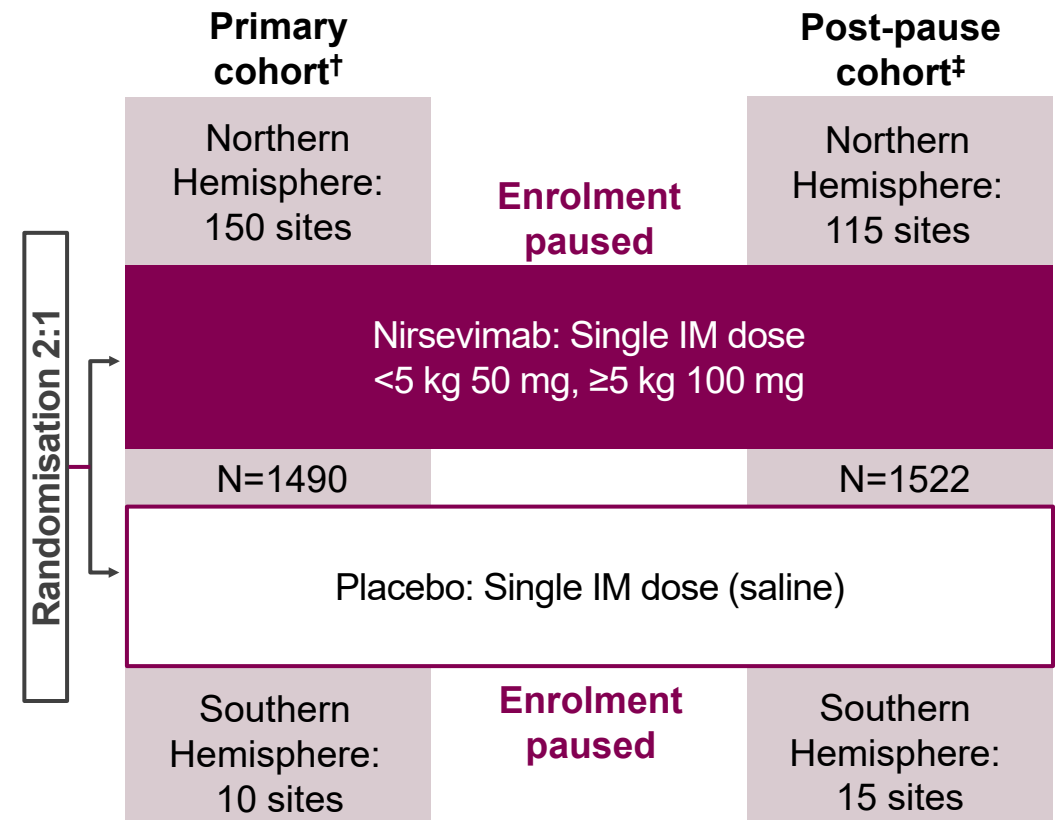 Primary
cohort†
Post-pause
cohort‡
Northern
Hemisphere:
150 sites
Enrolment
paused
Northern
Hemisphere:
115 sites
Randomisation 2:1
Nirsevimab: Single IM dose
<5 kg 50 mg, ≥5 kg 100 mg
N=1490
N=1522
Placebo: Single IM dose (saline)
Southern
Hemisphere:
10 sites
Enrolment
paused
Southern
Hemisphere:
15 sites